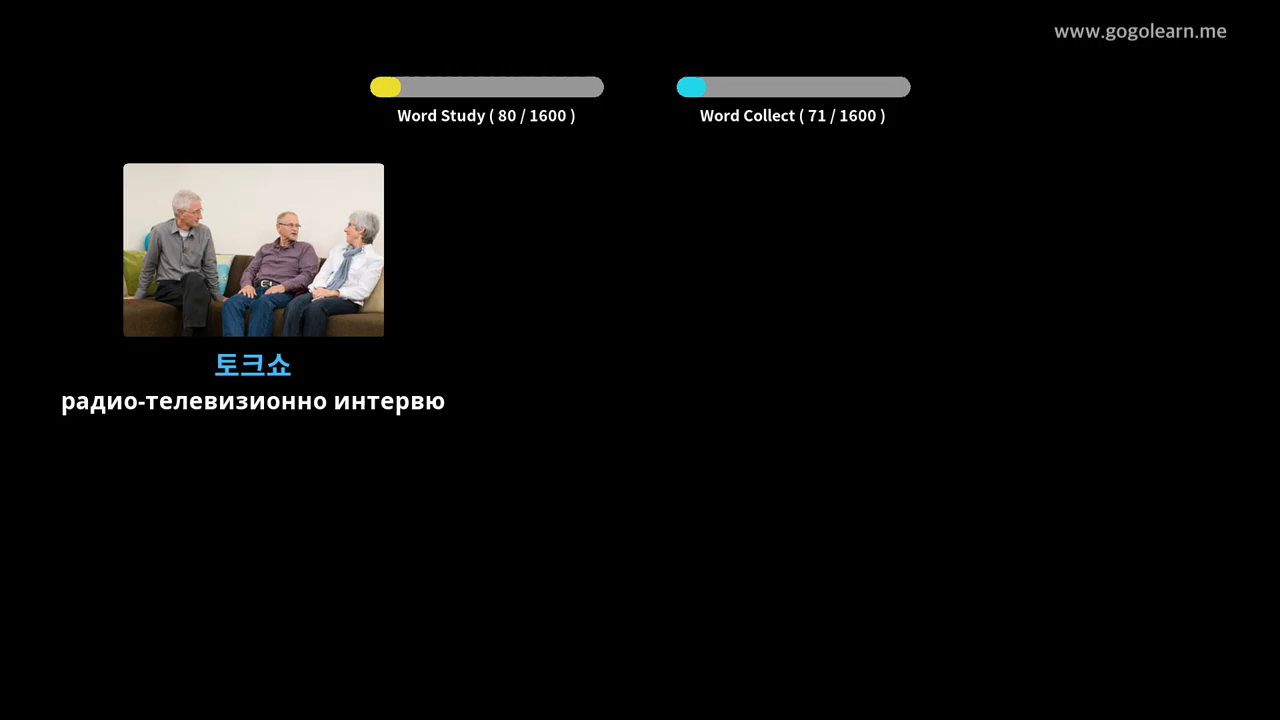 www.gogolearn.me
Word Study ( 80 / 1600 )
Word Collect ( 71 / 1600 )
토크쇼
радио-телевизионно интервю